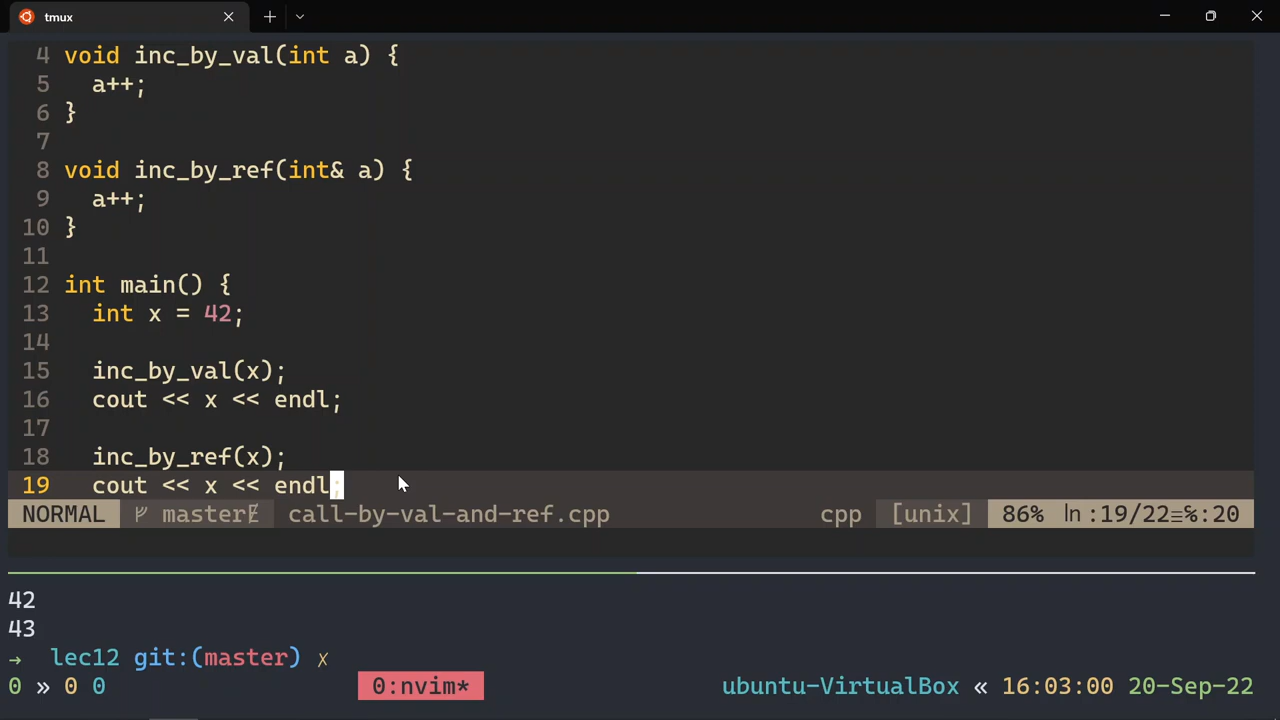 tmux
4 void inc_by_val(int a) {
5   a++;
6 }
7
8 void inc_by_ref(int& a) {
9   a++;
10 }
11
12 int main() {
13   int x = 42;
14
15   inc_by_val(x);
16   cout << x << endl;
17
18   inc_by_ref(x);
19   cout << x << endl;
NORMAL master call-by-val-and-ref.cpp cpp [unix] 86% ln :19/22≡℅:20
42
43
→ lec12 git:(master) ✗
0 » 0 0 0:nvim* ubuntu-VirtualBox « 16:03:00 20-Sep-22